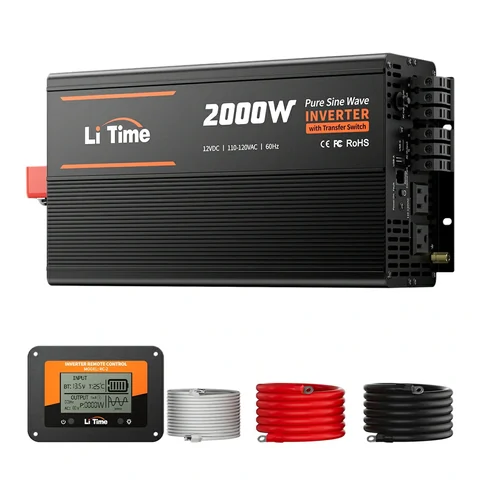 2000W
Pure Sine Wave
INVERTER
with Transfer Switch
Li Time
12VDC | 110-120VAC | 60Hz
CE FC RoHS
INVERTER REMOTE CONTROL
INPUT
BT: 13.5V T:25°C
OUTPUT
Li Time